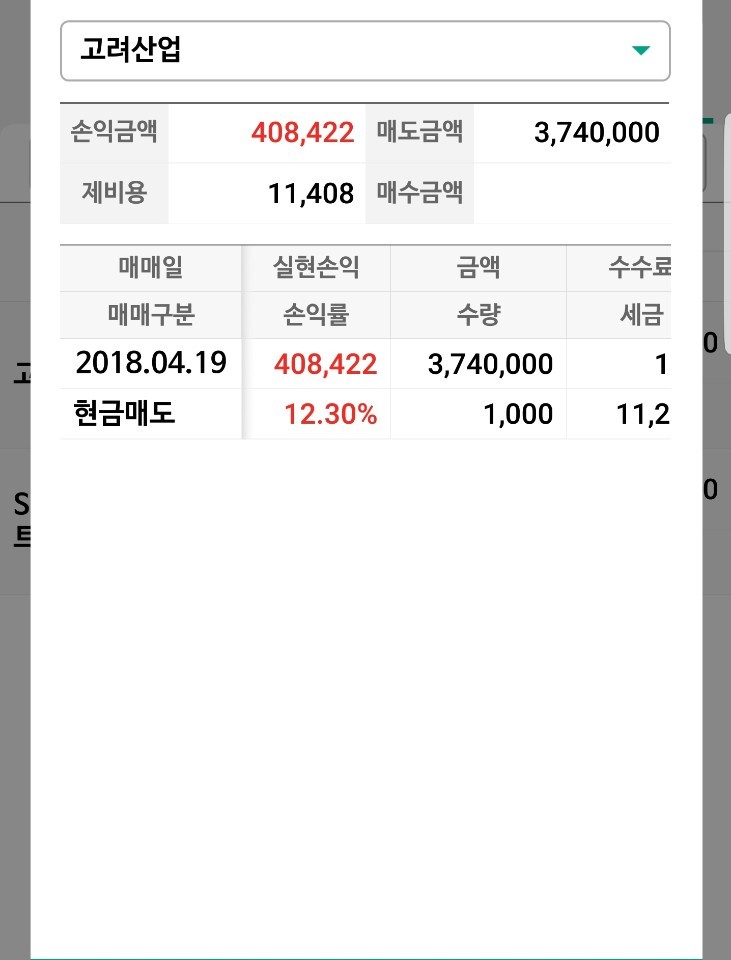 고려산업
손익금액 408,422 매도금액 3,740,000
제비용 11,408 매수금액
매매일 실현손익 금액 수수료
매매구분 손익률 수량 세금
2018.04.19 408,422 3,740,000 1
현금매도 12.30% 1,000 11,2